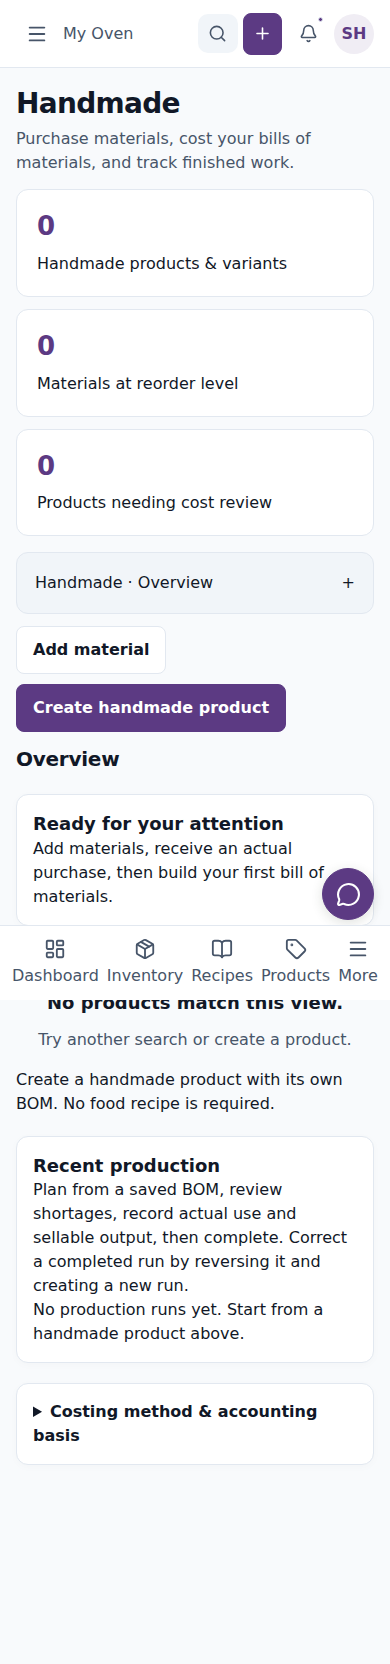 My Oven
SH
Handmade
Purchase materials, cost your bills of
materials, and track finished work.
0
Handmade products & variants
0
Materials at reorder level
0
Products needing cost review
Handmade · Overview +
Add material
Create handmade product
Overview
Ready for your attention
Add materials, receive an actual
purchase, then build your first bill of
materials.
Dashboard Inventory Recipes Products More
No products match this view.
Try another search or create a product.
Create a handmade product with its own
BOM. No food recipe is required.
Recent production
Plan from a saved BOM, review
shortages, record actual use and
sellable output, then complete. Correct
a completed run by reversing it and
creating a new run.
No production runs yet. Start from a
handmade product above.
Costing method & accounting
basis